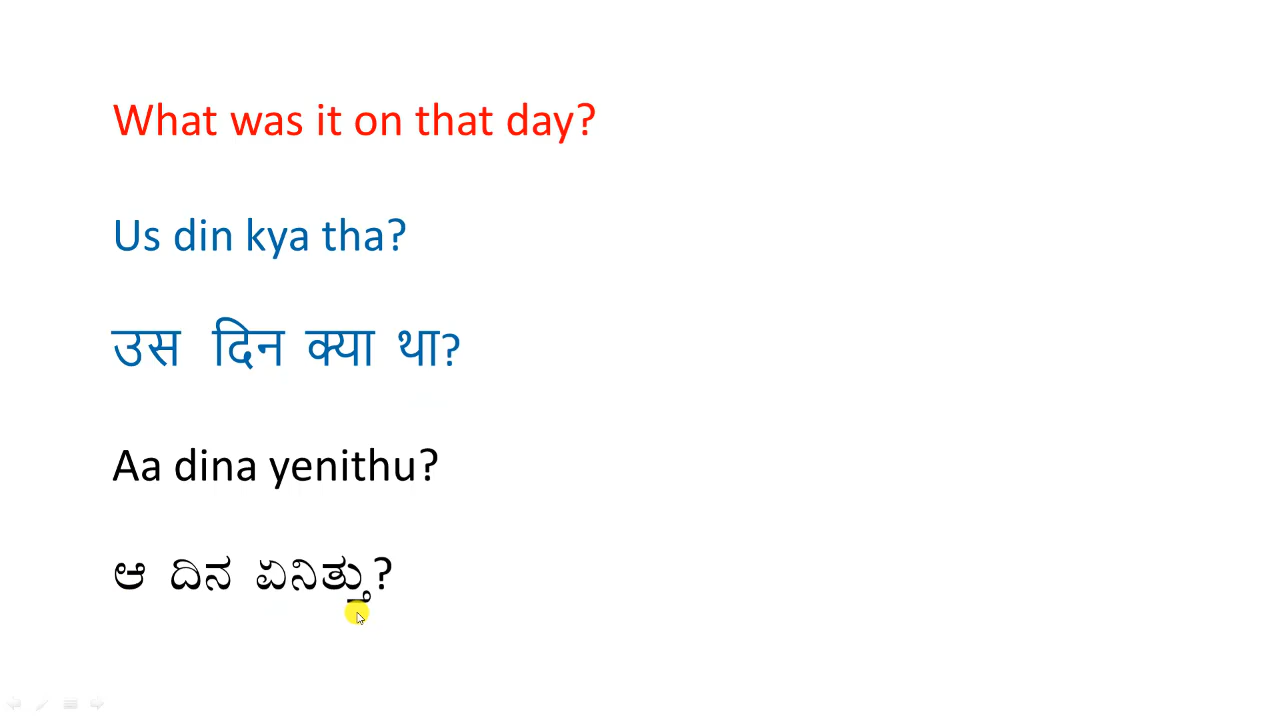 What was it on that day?
Us din kya tha?
उस दिन क्या था?
Aa dina yenithu?
ಆ ದಿನ ಏನಿತ್ತು?